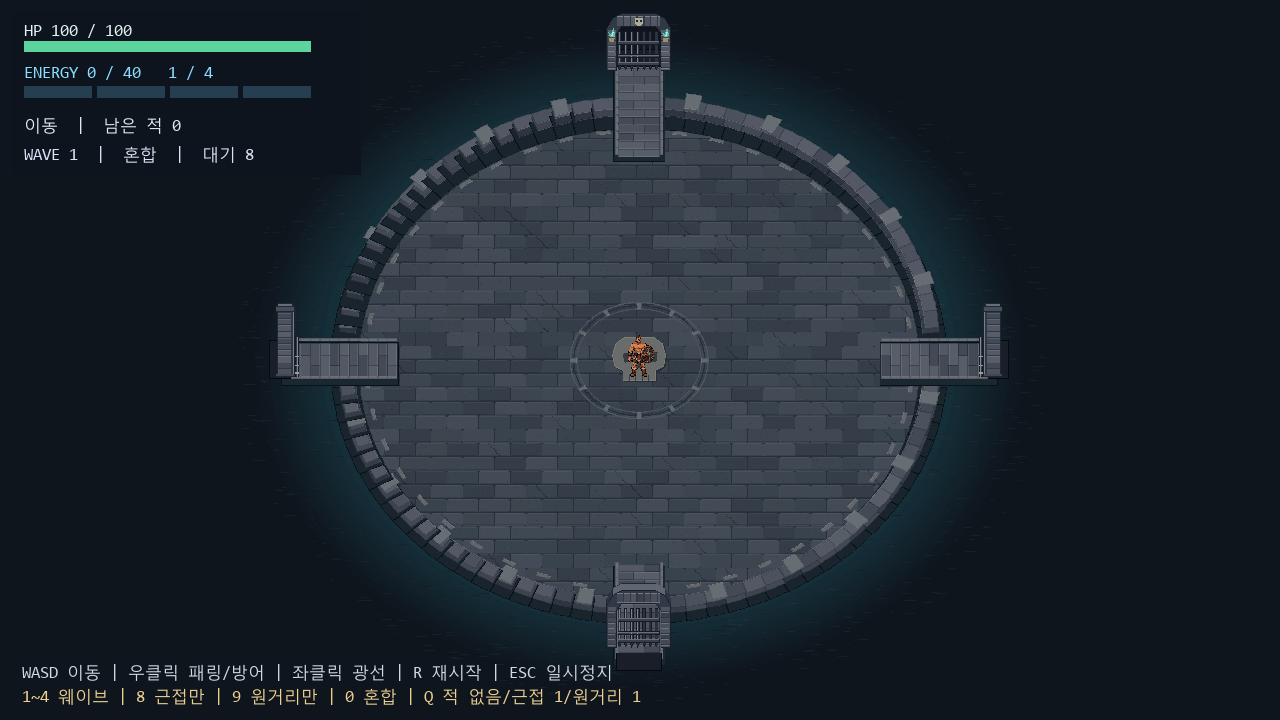 HP 100 / 100
ENERGY 0 / 40 1 / 4
이동 | 남은 적 0
WAVE 1 | 혼합 | 대기 8
WASD 이동 | 우클릭 패링/방어 | 좌클릭 광선 | R 재시작 | ESC 일시정지
1~4 웨이브 | 8 근접만 | 9 원거리만 | 0 혼합 | Q 적 없음/근접 1/원거리 1